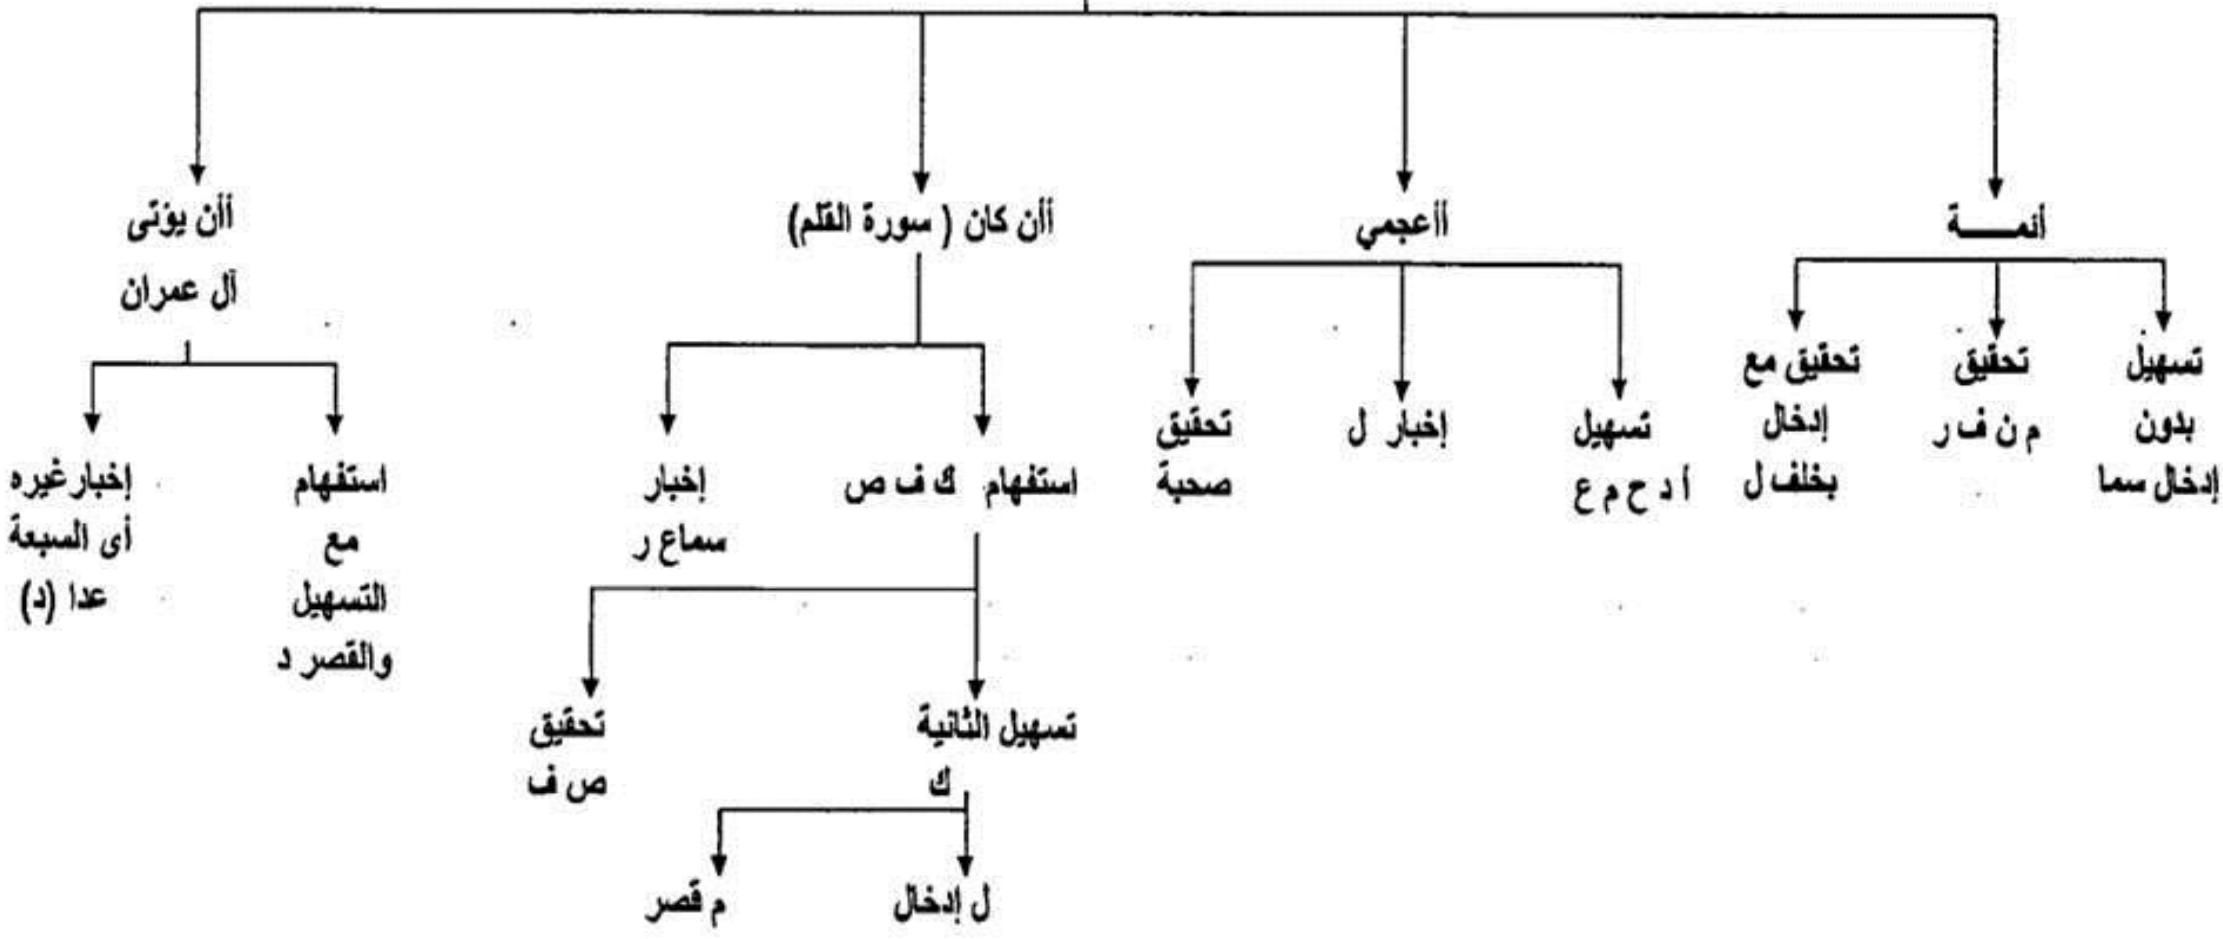 أئمـــــة
تسهيل
بدون
إدخال سما
تحقيق
م ن ف ر
تحقيق مع
إدخال
بخلف ل
أأعجمي
تسهيل
أ د ح م ع
إخبار ل
تحقيق
صحبة
أأن كان ( سورة القلم)
استفهام ك ف ص
إخبار
سماع ر
تسهيل الثانية
ك
تحقيق
ص ف
ل إدخال
م قصر
أأن يؤتى
آل عمران
استفهام
مع
التسهيل
والقصر د
إخبار غيره
أى السبعة
عدا (د)